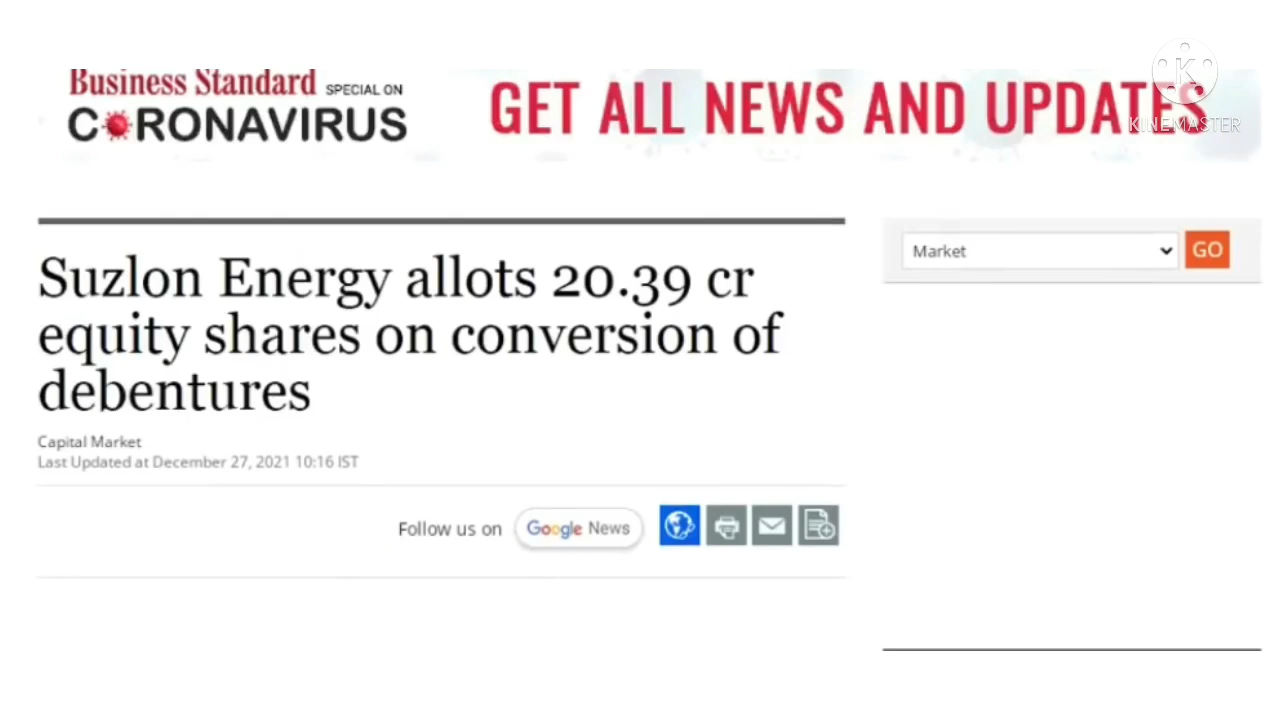 Business Standard SPECIAL ON
CORONAVIRUS
GET ALL NEWS AND UPDATES
KINEMASTER
Market
GO
Suzlon Energy allots 20.39 cr
equity shares on conversion of
debentures
Capital Market
Last Updated at December 27, 2021 10:16 IST
Follow us on Google News